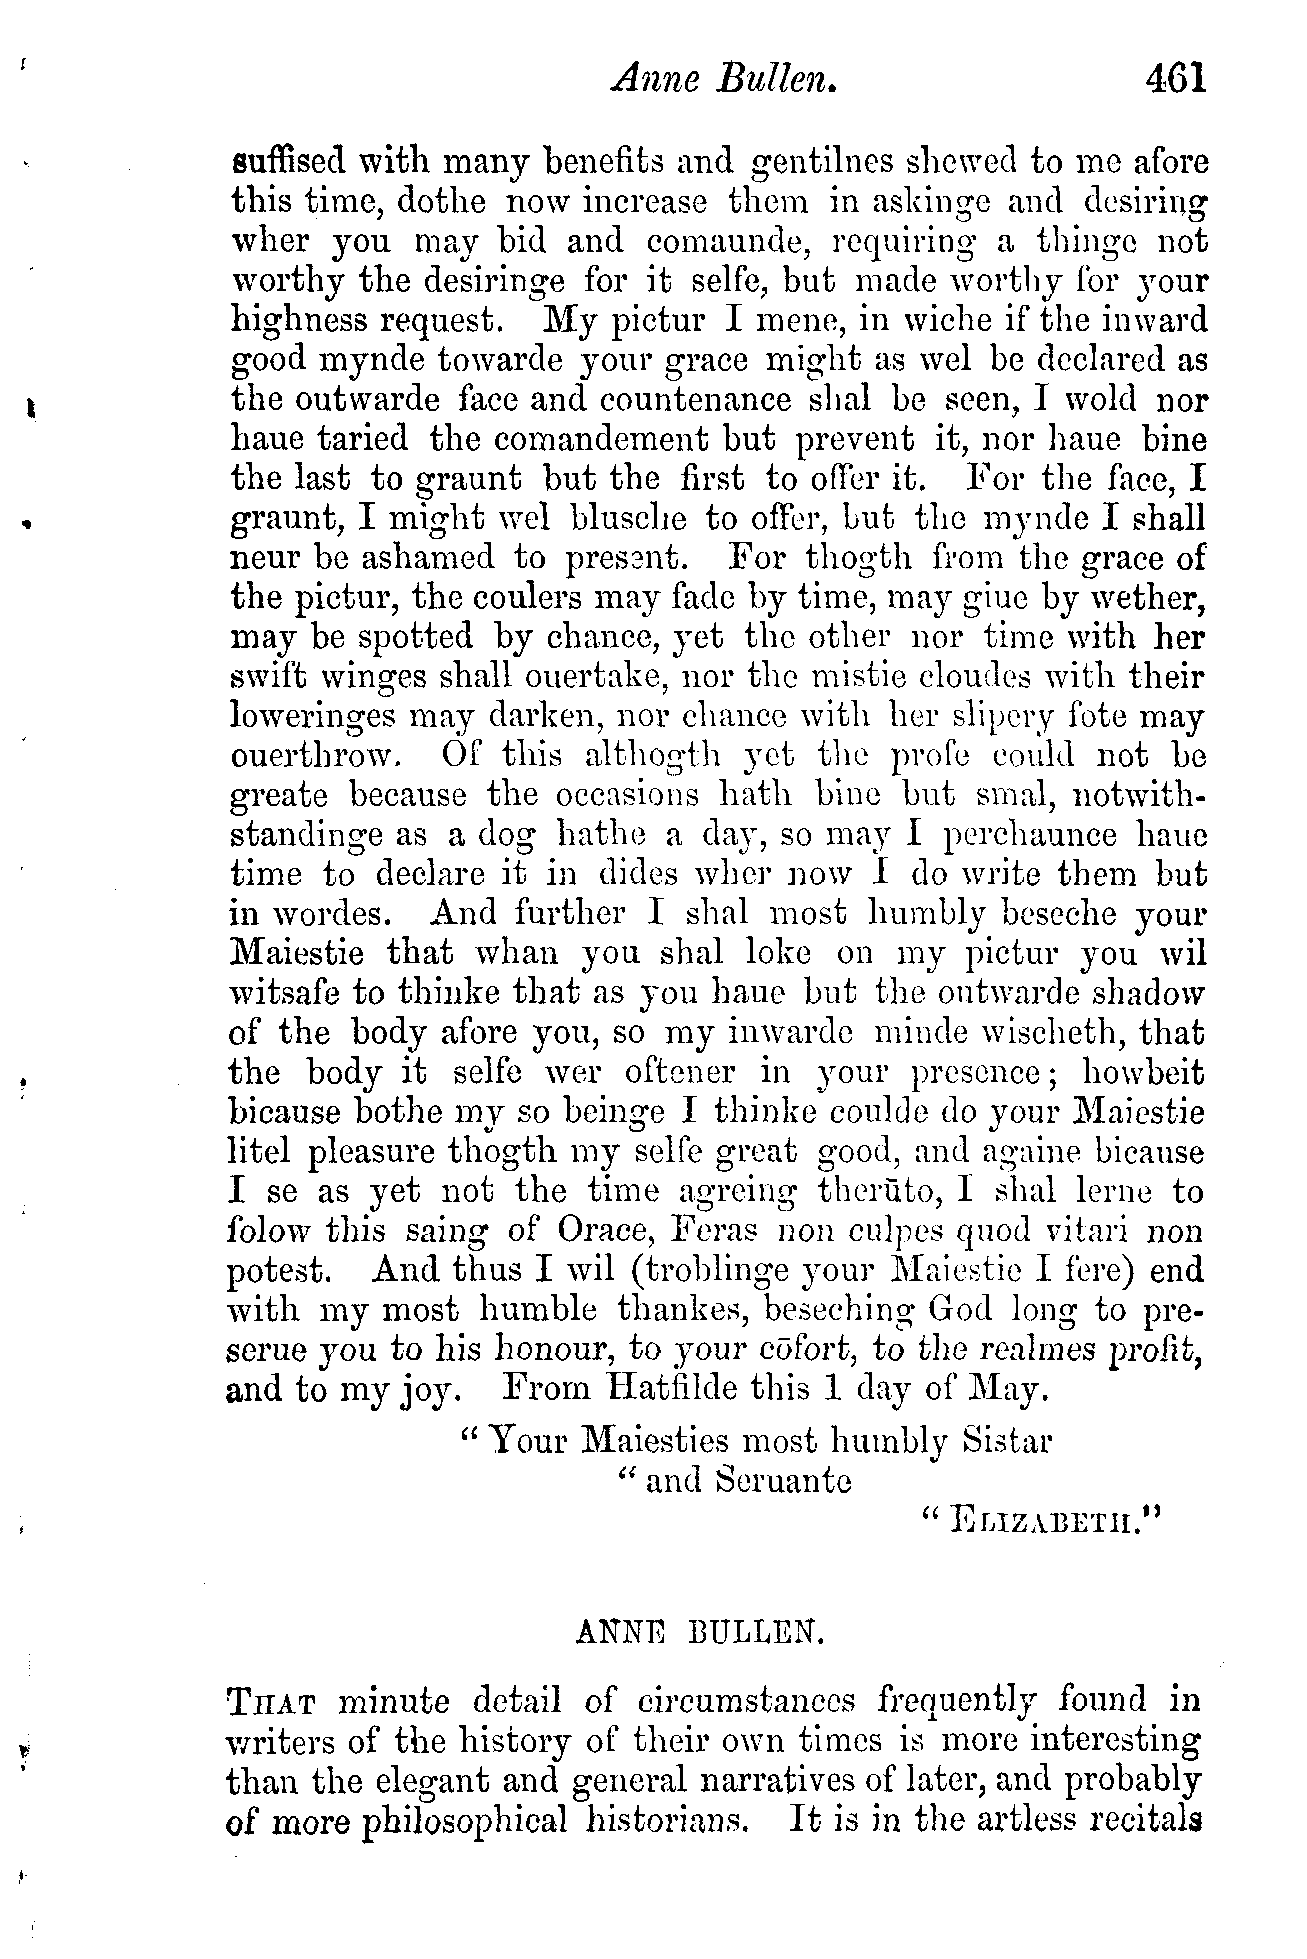 Anne Bullen. 461
suffised with many benefits and gentilnes shewed to me afore
this time, dothe now increase them in askinge and desiring
wher you may bid and comaunde, requiring a thinge not
worthy the desiringe for it selfe, but made worthy for your
highness request. My pictur I mene, in wiche if the inward
good mynde towarde your grace might as wel be declared as
the outwarde face and countenance shal be seen, I wold nor
haue taried the comandement but prevent it, nor haue bine
the last to graunt but the first to offer it. For the face, I
graunt, I might wel blusche to offer, but the mynde I shall
neur be ashamed to present. For thogth from the grace of
the pictur, the coulers may fade by time, may giue by wether,
may be spotted by chance, yet the other nor time with her
swift winges shall ouertake, nor the mistie cloudes with their
loweringes may darken, nor chance with her slipery fote may
ouerthrow. Of this althogth yet the profe could not be
greate because the occasions hath bine but smal, notwith-
standinge as a dog hathe a day, so may I perchaunce haue
time to declare it in dides wher now I do write them but
in wordes. And further I shal most humbly beseche your
Maiestie that whan you shal loke on my pictur you wil
witsafe to thinke that as you haue but the outwarde shadow
of the body afore you, so my inwarde minde wischeth, that
the body it selfe wer oftener in your presence; howbeit
bicause bothe my so beinge I thinke coulde do your Maiestie
litel pleasure thogth my selfe great good, and againe bicause
I se as yet not the time agreing therūto, I shal lerne to
folow this saing of Orace, Feras non culpes quod vitari non
potest. And thus I wil (troblinge your Maiestie I fere) end
with my most humble thankes, beseching God long to pre-
serue you to his honour, to your cōfort, to the realmes profit,
and to my joy. From Hatfilde this 1 day of May.
“ Your Maiesties most humbly Sistar
“ and Seruante
“ ELIZABETH.”
ANNE BULLEN.
THAT minute detail of circumstances frequently found in
writers of the history of their own times is more interesting
than the elegant and general narratives of later, and probably
of more philosophical historians. It is in the artless recitals